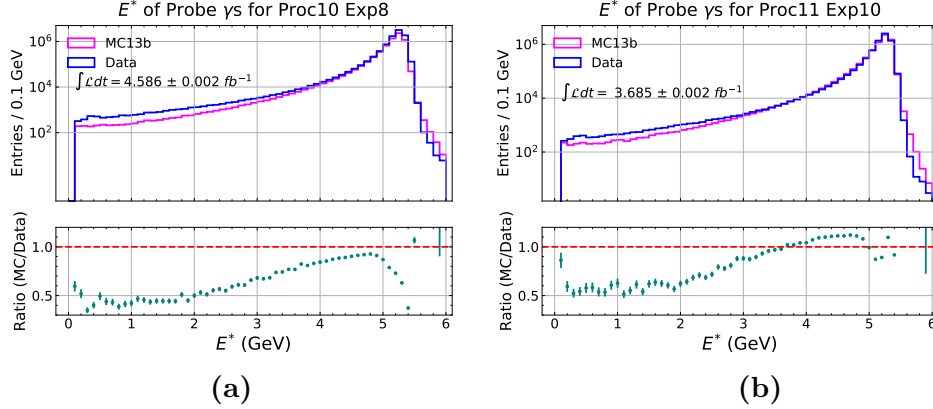 E* of Probe γs for Proc10 Exp8
10⁶
10⁴
10²
Entries / 0.1 GeV
MC13b
Data
∫ℒdt = 4.586 ± 0.002 fb⁻¹
1.0
0.5
Ratio (MC/Data)
0 1 2 3 4 5 6
E* (GeV)
(a)
E* of Probe γs for Proc11 Exp10
10⁶
10⁴
10²
Entries / 0.1 GeV
MC13b
Data
∫ℒdt = 3.685 ± 0.002 fb⁻¹
1.0
0.5
Ratio (MC/Data)
0 1 2 3 4 5 6
E* (GeV)
(b)